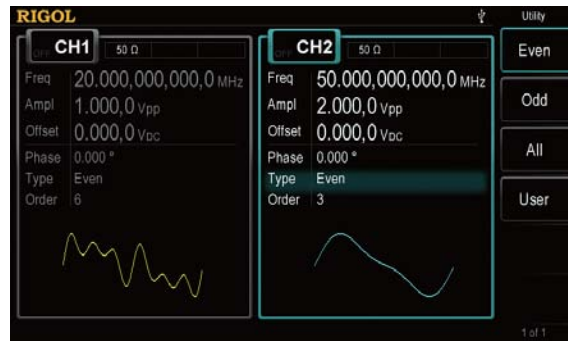 RIGOL
Utility
OFF CH1 50 Ω
Freq 20.000,000,000,0 MHz
Ampl 1.000,0 Vpp
Offset 0.000,0 VDC
Phase 0.000 °
Type Even
Order 6
OFF CH2 50 Ω
Freq 50.000,000,000,0 MHz
Ampl 2.000,0 Vpp
Offset 0.000,0 VDC
Phase 0.000 °
Type Even
Order 3
Even
Odd
All
User
1 of 1